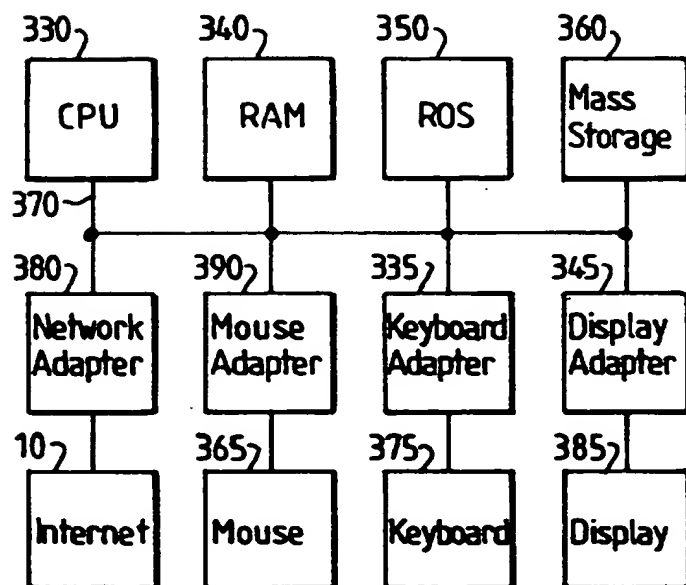 330 340 350 360
CPU RAM ROS Mass
Storage
370
380 390 335 345
Network Mouse Keyboard Display
Adapter Adapter Adapter Adapter
10 365 375 385
Internet Mouse Keyboard Display